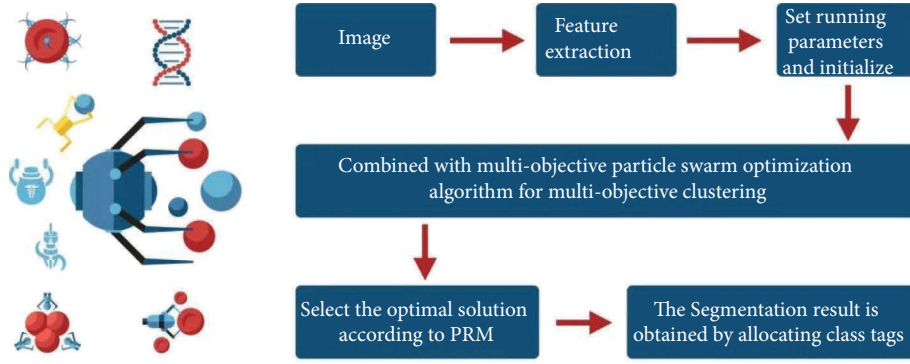 Image
Feature
extraction
Set running
parameters
and initialize
Combined with multi-objective particle swarm optimization
algorithm for multi-objective clustering
Select the optimal solution
according to PRM
The Segmentation result is
obtained by allocating class tags